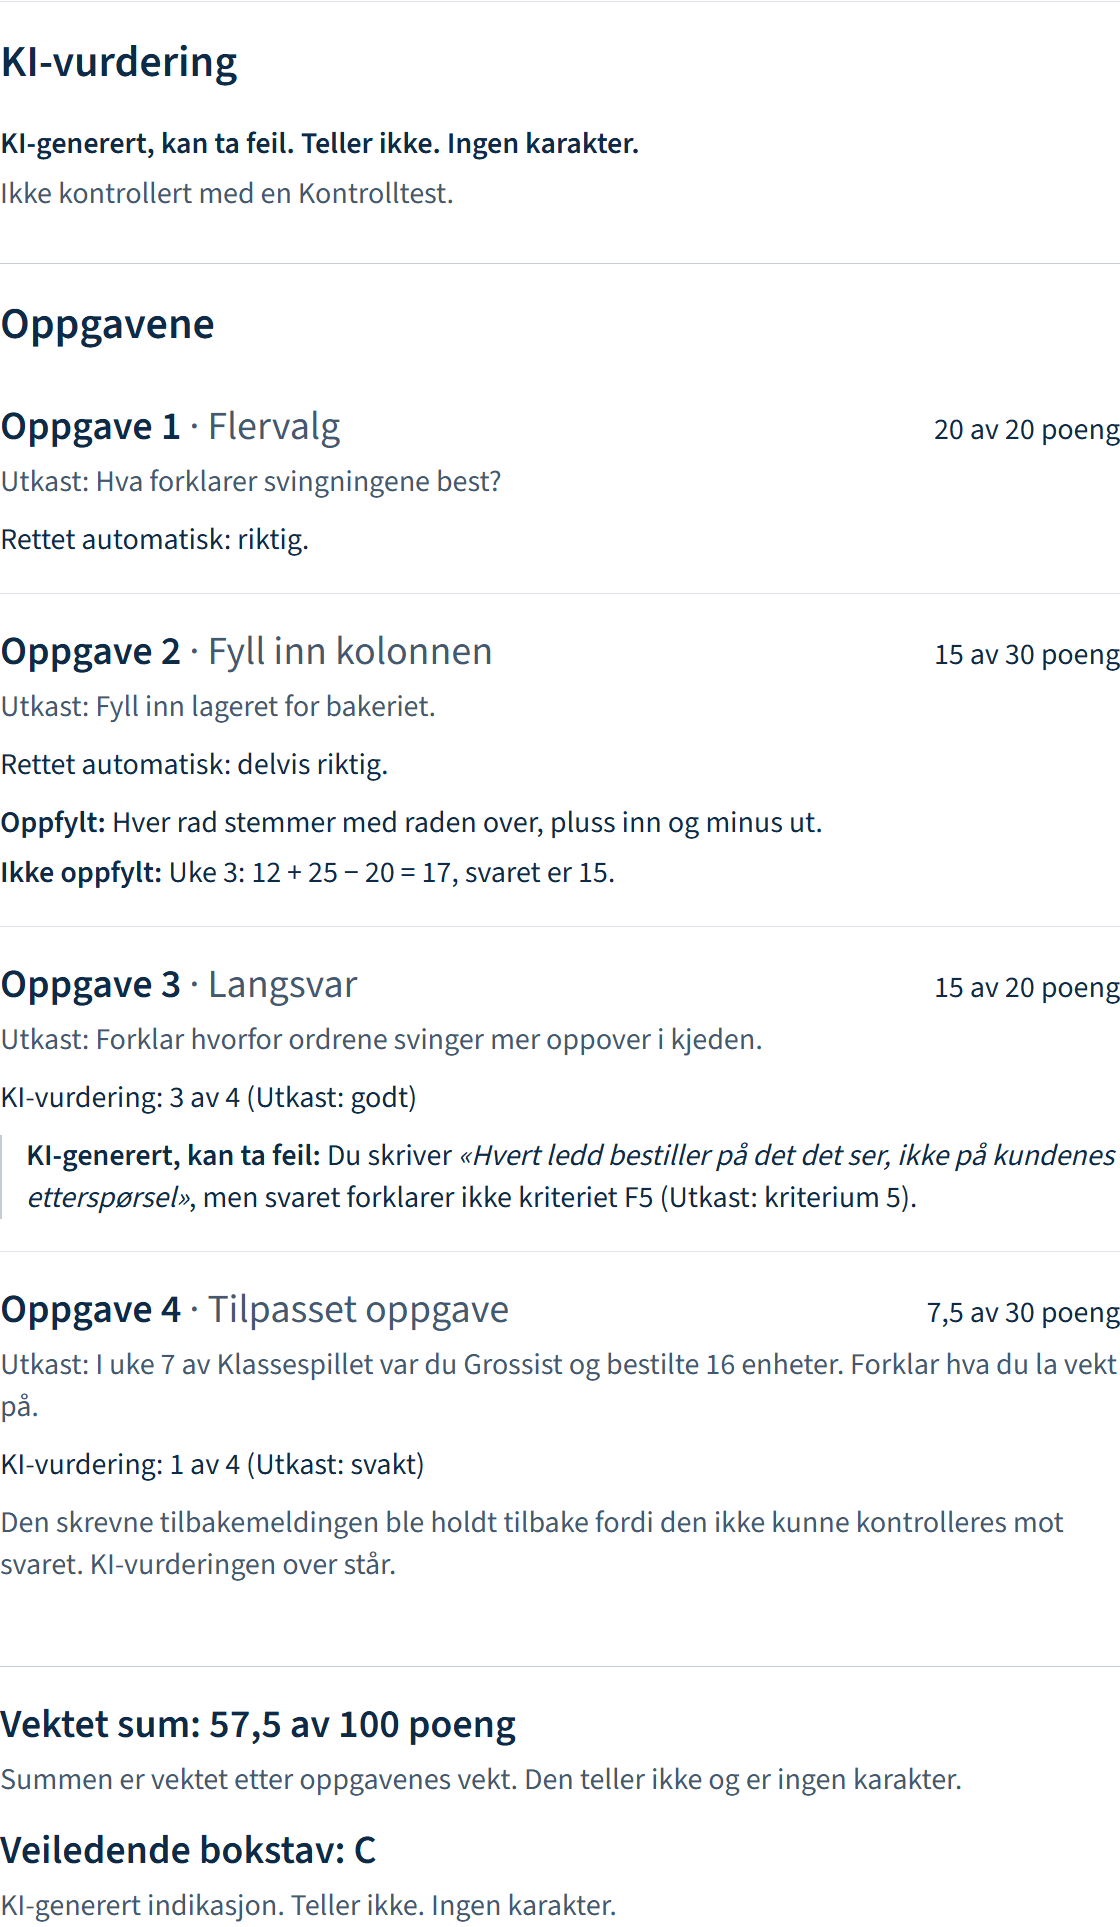 KI-vurdering
KI-generert, kan ta feil. Teller ikke. Ingen karakter.
Ikke kontrollert med en Kontrolltest.
Oppgavene
Oppgave 1 · Flervalg
20 av 20 poeng
Utkast: Hva forklarer svingningene best?
Rettet automatisk: riktig.
Oppgave 2 · Fyll inn kolonnen
15 av 30 poeng
Utkast: Fyll inn lageret for bakeriet.
Rettet automatisk: delvis riktig.
Oppfylt: Hver rad stemmer med raden over, pluss inn og minus ut.
Ikke oppfylt: Uke 3: 12 + 25 − 20 = 17, svaret er 15.
Oppgave 3 · Langsvar
15 av 20 poeng
Utkast: Forklar hvorfor ordrene svinger mer oppover i kjeden.
KI-vurdering: 3 av 4 (Utkast: godt)
KI-generert, kan ta feil: Du skriver «Hvert ledd bestiller på det det ser, ikke på kundenes
etterspørsel», men svaret forklarer ikke kriteriet F5 (Utkast: kriterium 5).
Oppgave 4 · Tilpasset oppgave
7,5 av 30 poeng
Utkast: I uke 7 av Klassespillet var du Grossist og bestilte 16 enheter. Forklar hva du la vekt
på.
KI-vurdering: 1 av 4 (Utkast: svakt)
Den skrevne tilbakemeldingen ble holdt tilbake fordi den ikke kunne kontrolleres mot
svaret. KI-vurderingen over står.
Vektet sum: 57,5 av 100 poeng
Summen er vektet etter oppgavenes vekt. Den teller ikke og er ingen karakter.
Veiledende bokstav: C
KI-generert indikasjon. Teller ikke. Ingen karakter.